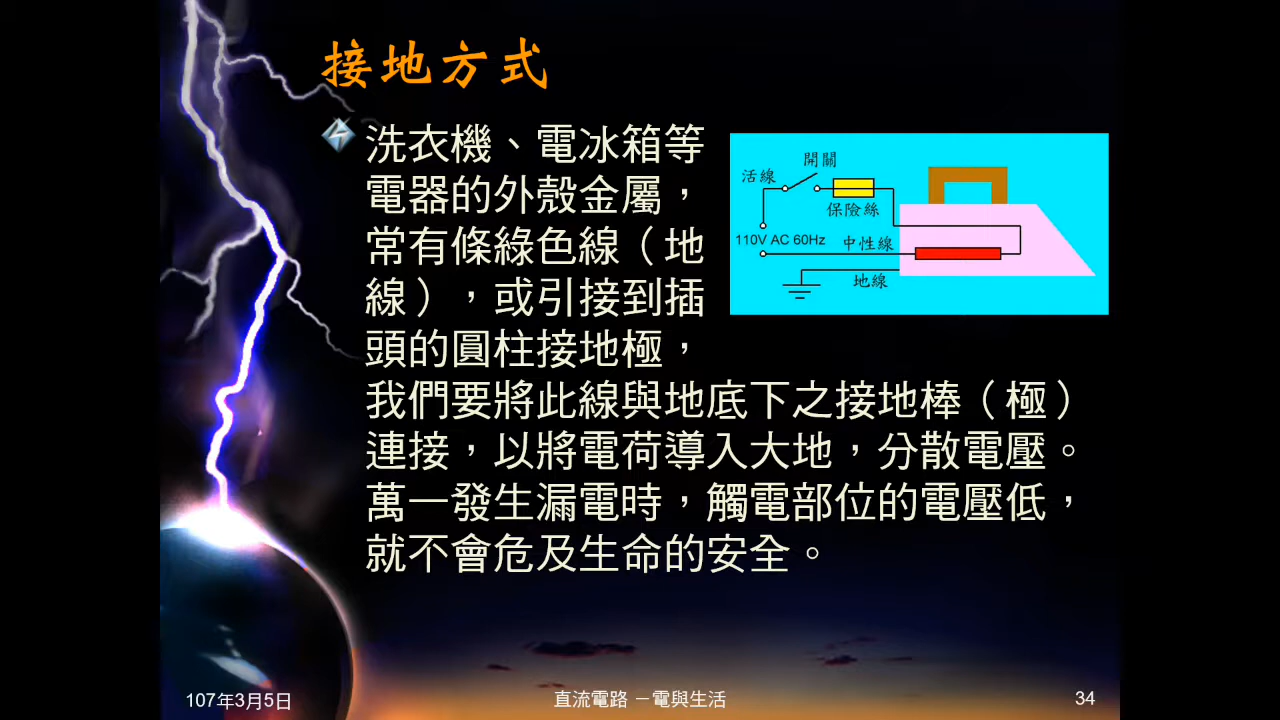 接地方式
洗衣機、電冰箱等
電器的外殼金屬，
常有條綠色線（地
線），或引接到插
頭的圓柱接地極，
我們要將此線與地底下之接地棒（極）
連接，以將電荷導入大地，分散電壓。
萬一發生漏電時，觸電部位的電壓低，
就不會危及生命的安全。
開關
活線
保險絲
110V AC 60Hz
中性線
地線
107年3月5日
直流電路 －電與生活
34